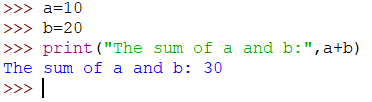 >>> a=10
>>> b=20
>>> print("The sum of a and b:",a+b)
The sum of a and b: 30
>>>